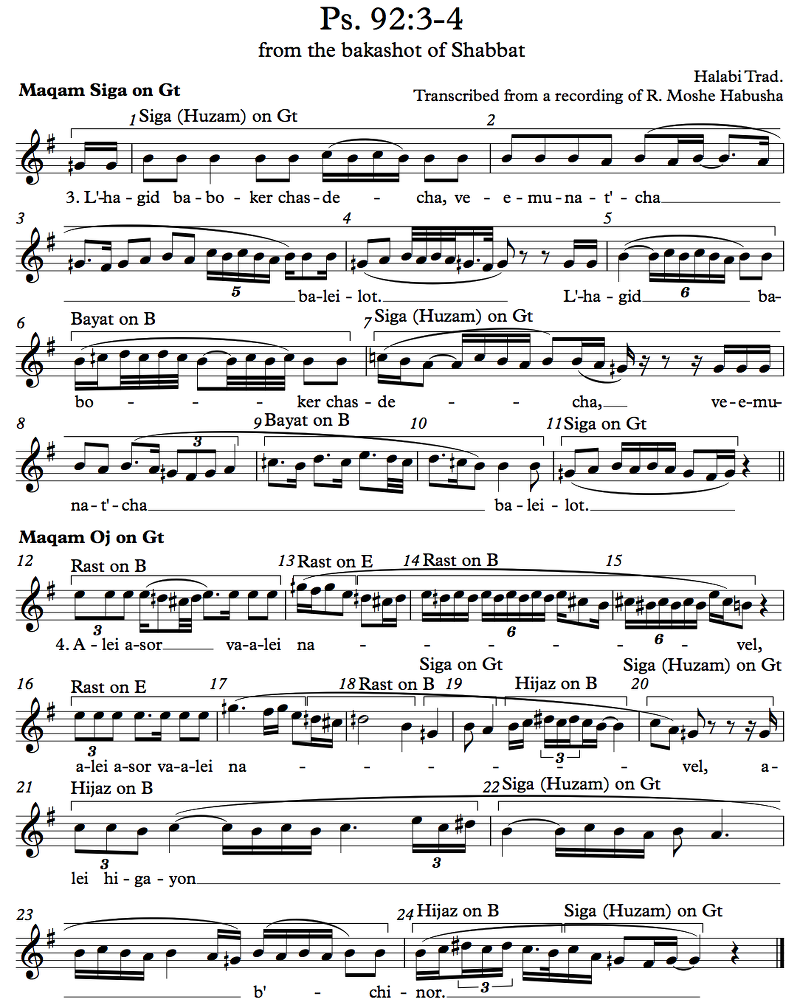 Ps. 92:3-4
from the bakashot of Shabbat
Halabi Trad.
Maqam Siga on Gt
Transcribed from a recording of R. Moshe Habusha
1 Siga (Huzam) on Gt 2
3. L'-ha - gid ba - bo - ker chas - de - cha, ve - e - mu - na - t' - cha
3 4 5
5 6
ba - lei - lot. L'-ha - gid ba-
6 Bayat on B 7 Siga (Huzam) on Gt
bo - - - ker chas - de - - cha, ve - e - mu-
8 9 Bayat on B 10 11 Siga on Gt
3
na - t' - cha ba - lei - lot.
Maqam Oj on Gt
12 Rast on B 13 Rast on E 14 Rast on B 15
3 6 6
4. A - lei a-sor va-a-lei na - - - - - - - vel,
Siga on Gt Siga (Huzam) on Gt
16 Rast on E 17 18 Rast on B 19 Hijaz on B 20
3 3
a-lei a-sor va-a-lei na - - - - - - - - vel, a-
21 Hijaz on B 22 Siga (Huzam) on Gt
3 3
lei hi - ga - yon
23 24 Hijaz on B Siga (Huzam) on Gt
3
b' - chi - nor.